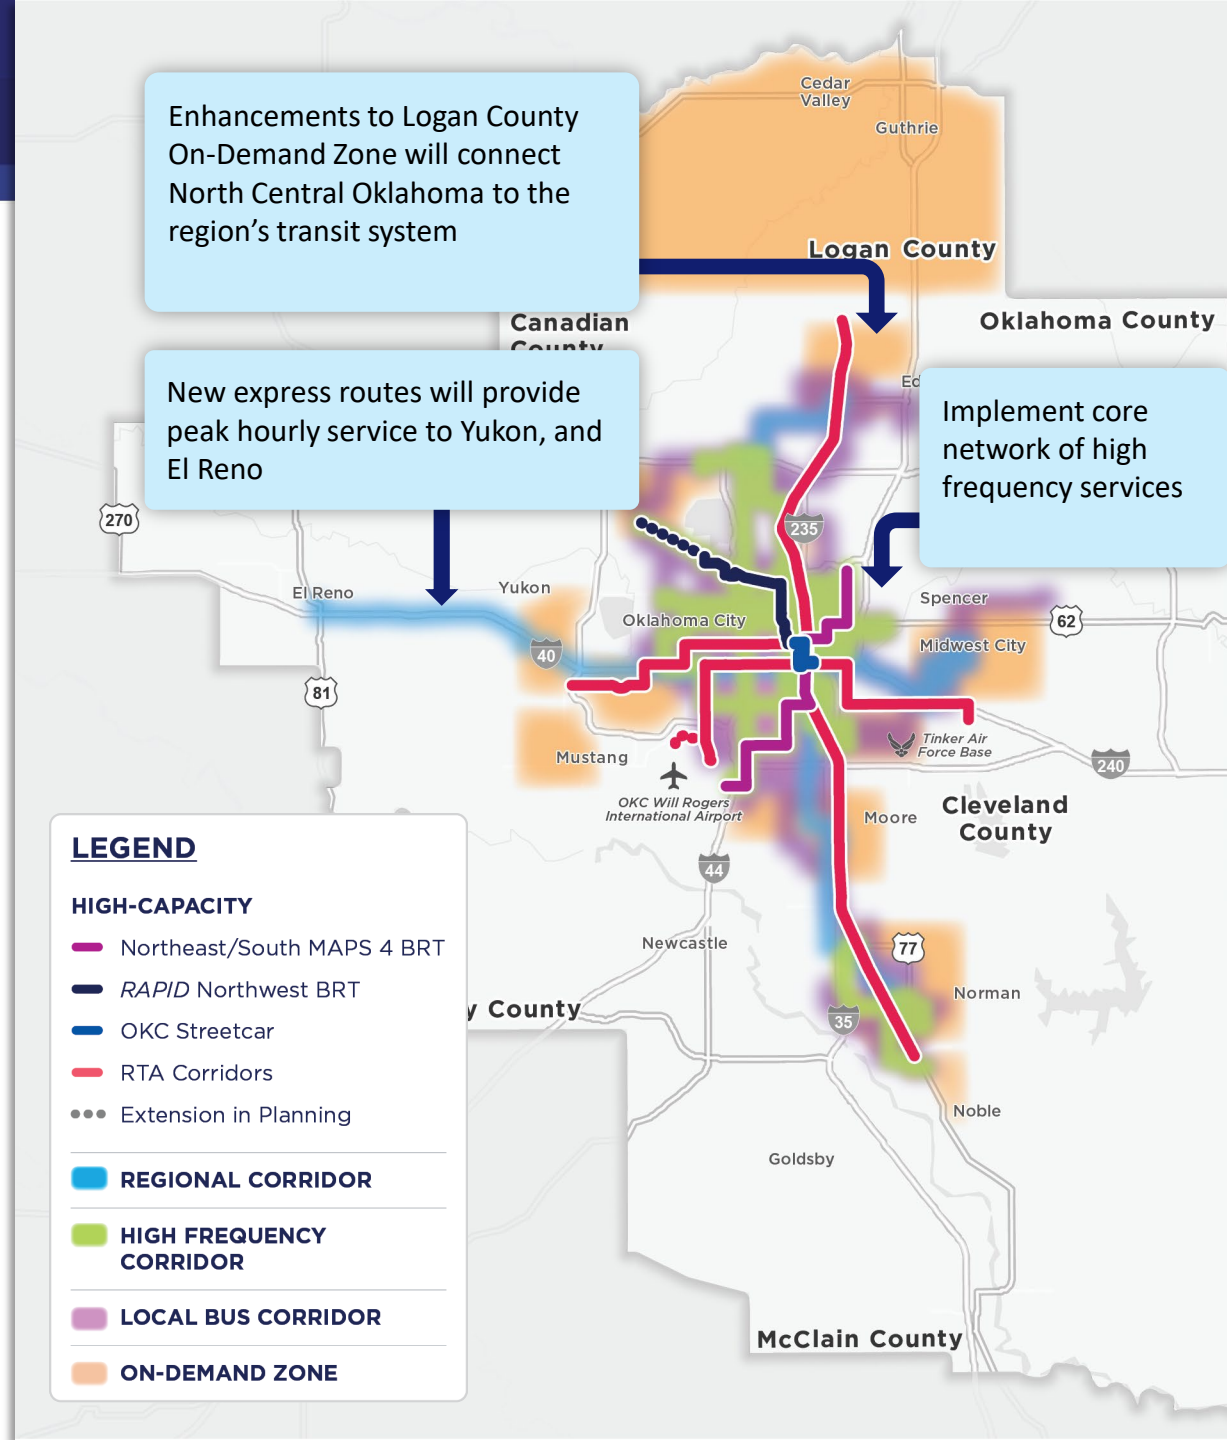 Enhancements to Logan County
On-Demand Zone will connect
North Central Oklahoma to the
region's transit system
Cedar
Valley
Guthrie
Logan County
Canadian
County
Oklahoma County
New express routes will provide
peak hourly service to Yukon, and
El Reno
Ed
Implement core
network of high
frequency services
270
235
El Reno
Yukon
Oklahoma City
Spencer
62
Midwest City
40
81
Mustang
Tinker Air
Force Base
240
OKC Will Rogers
International Airport
Moore
Cleveland
County
44
Newcastle
77
Norman
y County
35
Noble
Goldsby
McClain County
LEGEND
HIGH-CAPACITY
Northeast/South MAPS 4 BRT
RAPID Northwest BRT
OKC Streetcar
RTA Corridors
Extension in Planning
REGIONAL CORRIDOR
HIGH FREQUENCY
CORRIDOR
LOCAL BUS CORRIDOR
ON-DEMAND ZONE